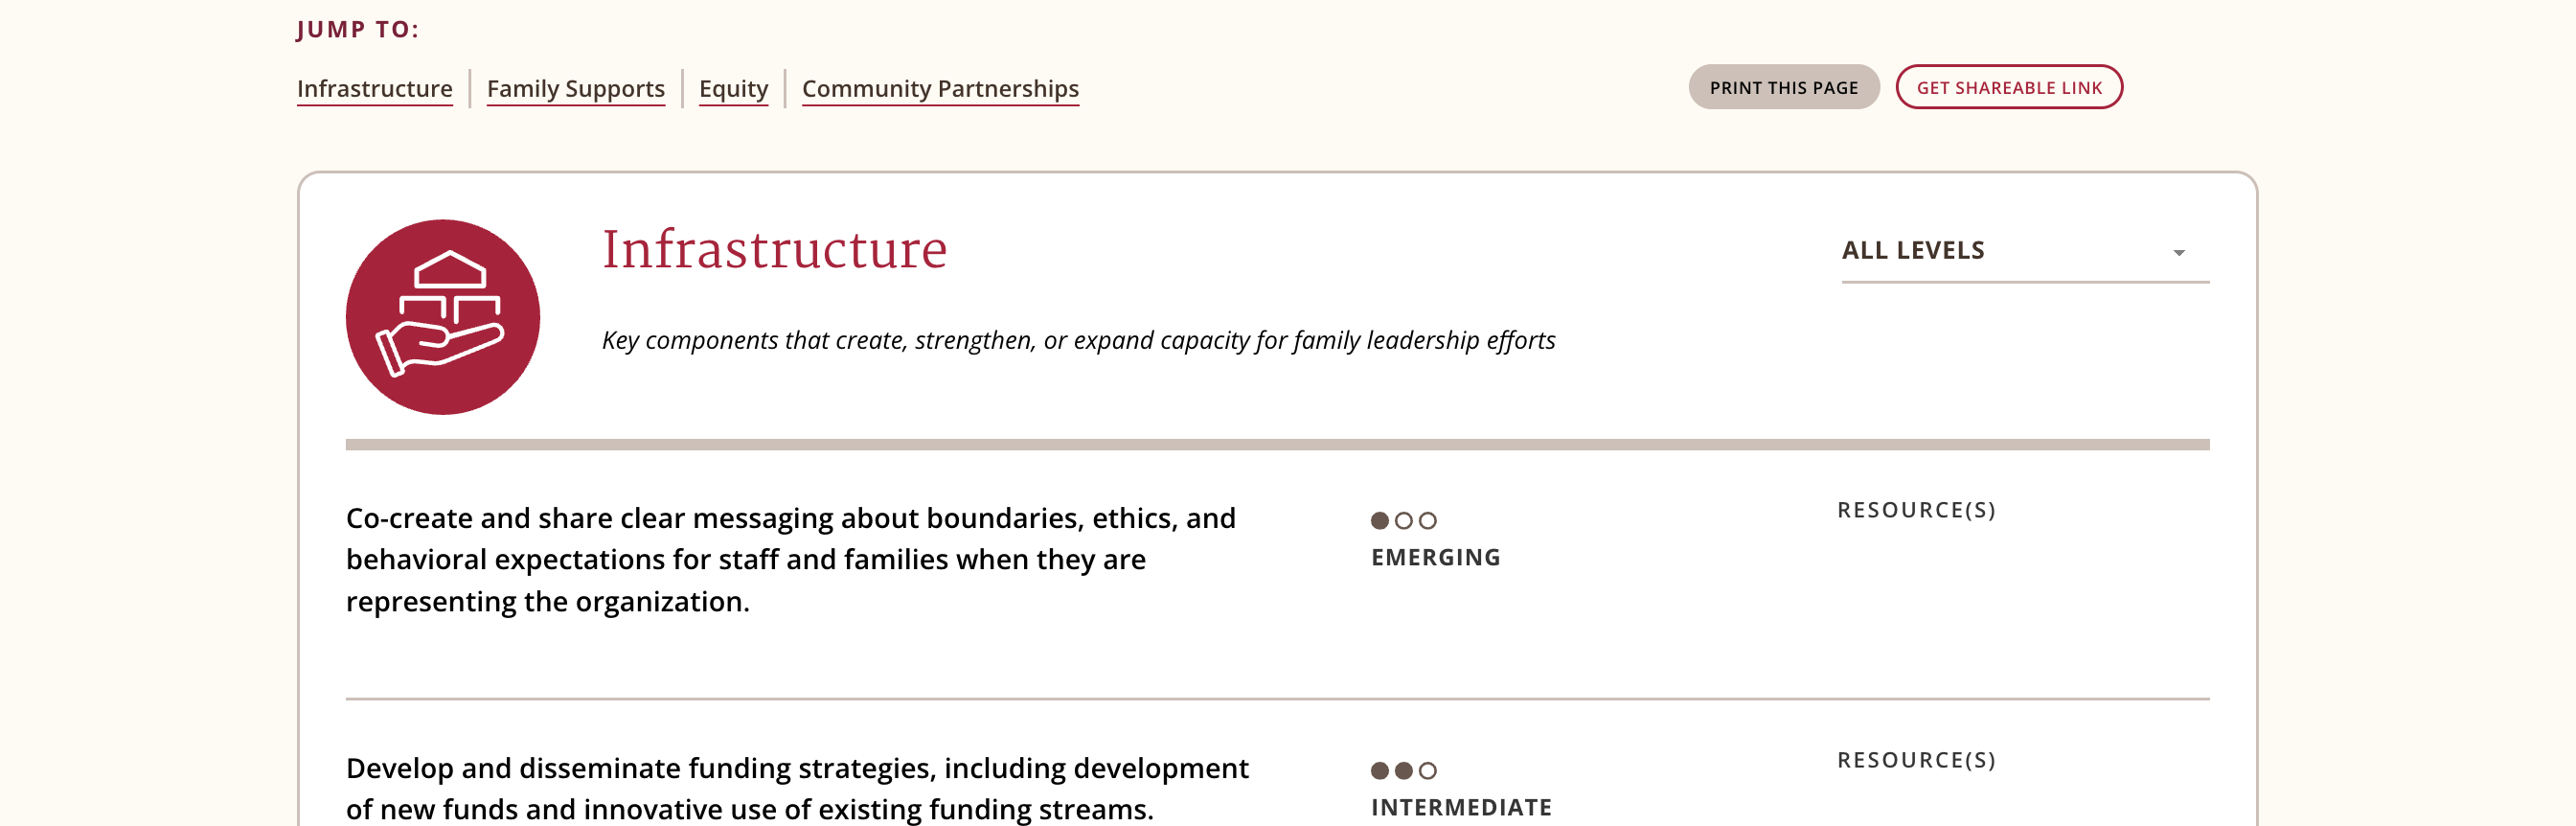 JUMP TO:
Infrastructure
Family Supports
Equity
Community Partnerships
PRINT THIS PAGE
GET SHAREABLE LINK
Infrastructure
ALL LEVELS
Key components that create, strengthen, or expand capacity for family leadership efforts
Co-create and share clear messaging about boundaries, ethics, and
behavioral expectations for staff and families when they are
representing the organization.
EMERGING
RESOURCE(S)
Develop and disseminate funding strategies, including development
of new funds and innovative use of existing funding streams.
INTERMEDIATE
RESOURCE(S)